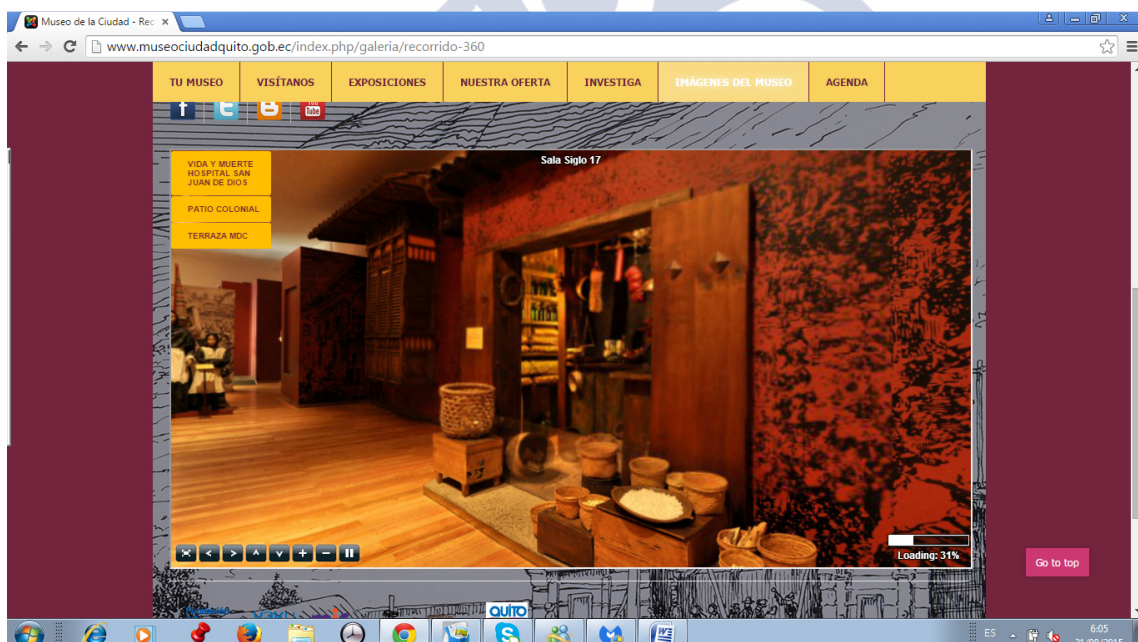 Museo de la Ciudad - Rec
www.museociudadquito.gob.ec/index.php/galeria/recorrido-360
TU MUSEO
VISÍTANOS
EXPOSICIONES
NUESTRA OFERTA
INVESTIGA
IMÁGENES DEL MUSEO
AGENDA
You
Tube
Sala Siglo 17
VIDA Y MUERTE
HOSPITAL SAN
JUAN DE DIOS
PATIO COLONIAL
TERRAZA MDC
Loading: 31%
Go to top
QUITO
ES
6:05